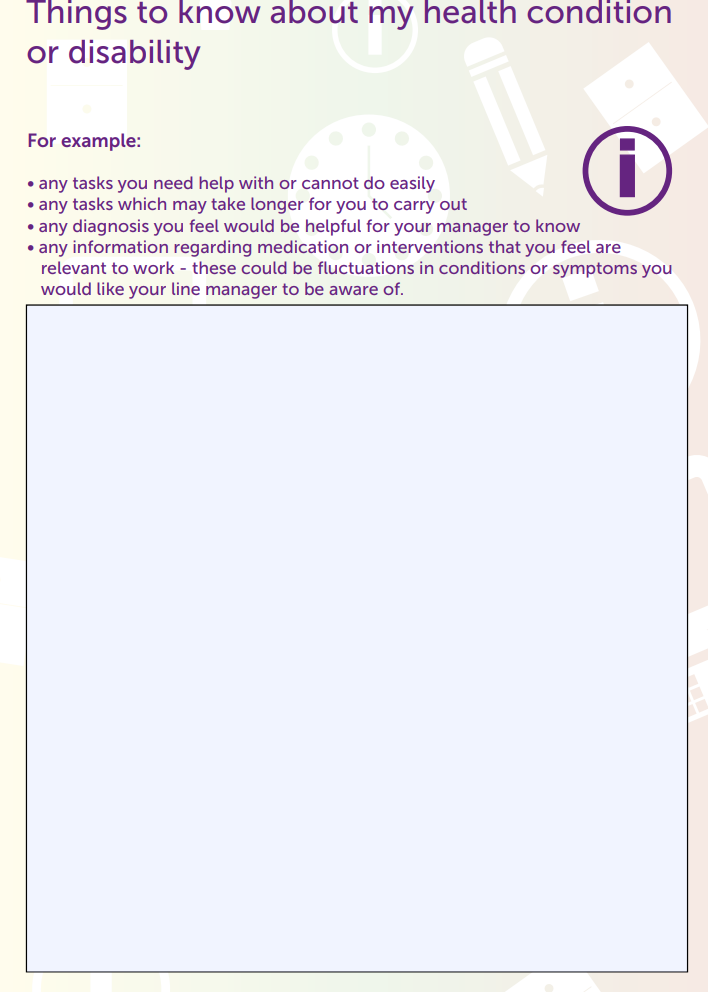 Things to know about my health condition
or disability
For example:
• any tasks you need help with or cannot do easily
• any tasks which may take longer for you to carry out
• any diagnosis you feel would be helpful for your manager to know
• any information regarding medication or interventions that you feel are
relevant to work - these could be fluctuations in conditions or symptoms you
would like your line manager to be aware of.